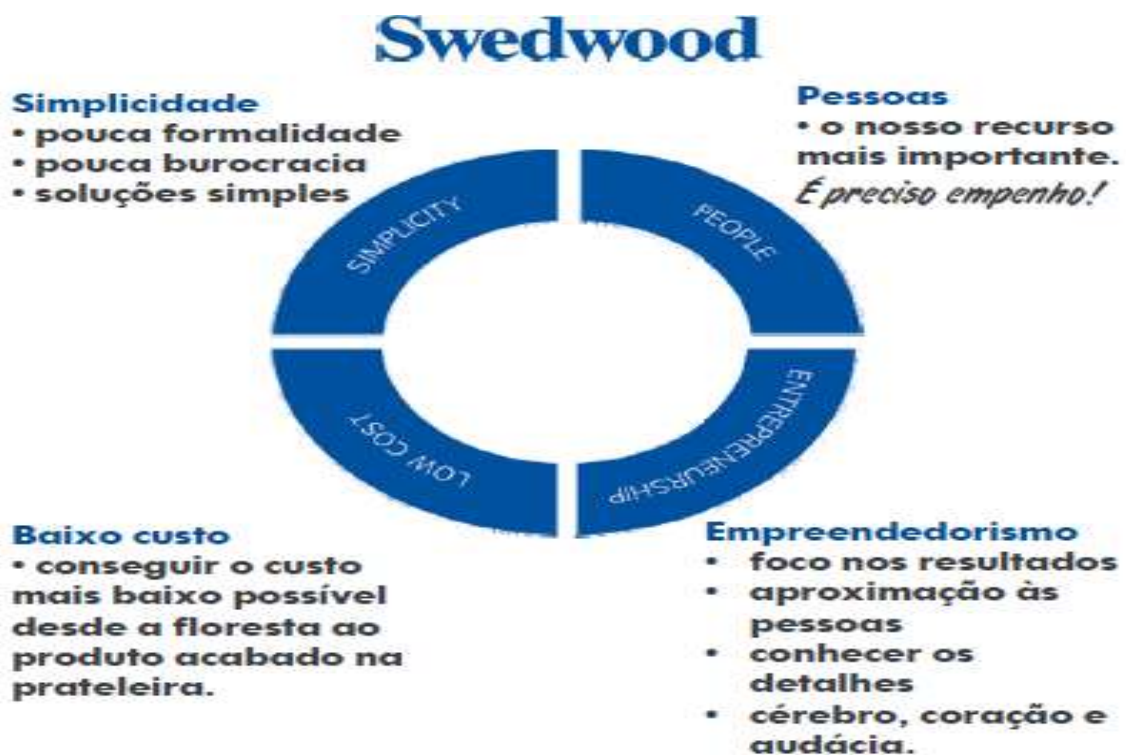 Swedwood
Simplicidade
• pouca formalidade
• pouca burocracia
• soluções simples
Pessoas
• o nosso recurso
mais importante.
É preciso empenho!
SIMPLICITY
PEOPLE
LOW COST
ENTREPRENEURSHIP
Baixo custo
• conseguir o custo
mais baixo possível
desde a floresta ao
produto acabado na
prateleira.
Empreendedorismo
• foco nos resultados
• aproximação às
pessoas
• conhecer os
detalhes
• cérebro, coração e
audácia.